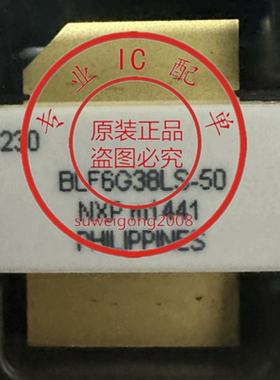 专业 IC 配单
原装正品
盗图必究
230
BLF6G38LS-50
NXP m1441
PHILIPPINES
suweigong2008